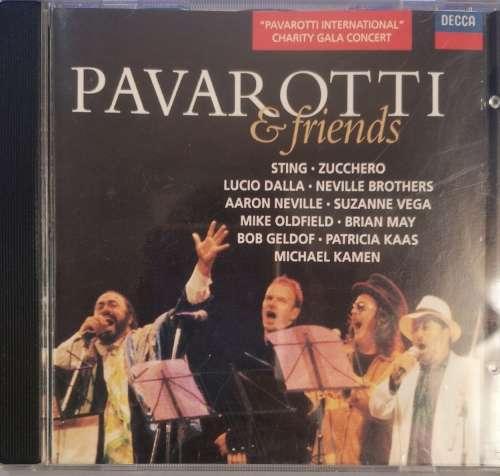 "PAVAROTTI INTERNATIONAL"
CHARITY GALA CONCERT
DECCA
PAVAROTTI
& friends
STING · ZUCCHERO
LUCIO DALLA · NEVILLE BROTHERS
AARON NEVILLE · SUZANNE VEGA
MIKE OLDFIELD · BRIAN MAY
BOB GELDOF · PATRICIA KAAS
MICHAEL KAMEN